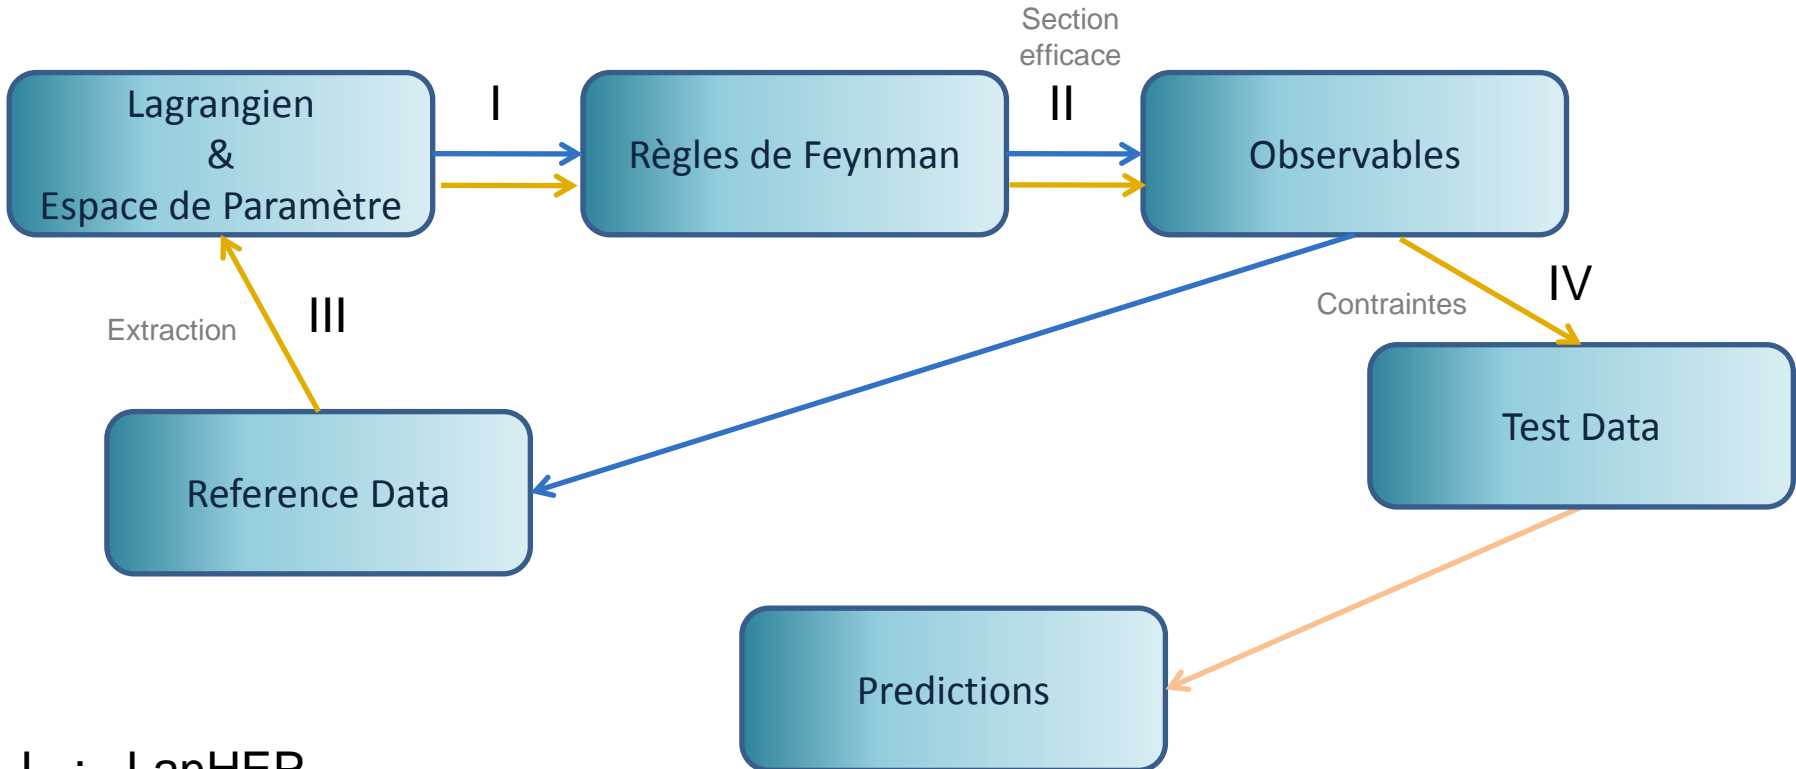 Section
efficace
Lagrangien
&
Espace de Paramètre
I
Règles de Feynman
II
Observables
Extraction
III
Contraintes
IV
Reference Data
Test Data
Predictions
I : LanHEP